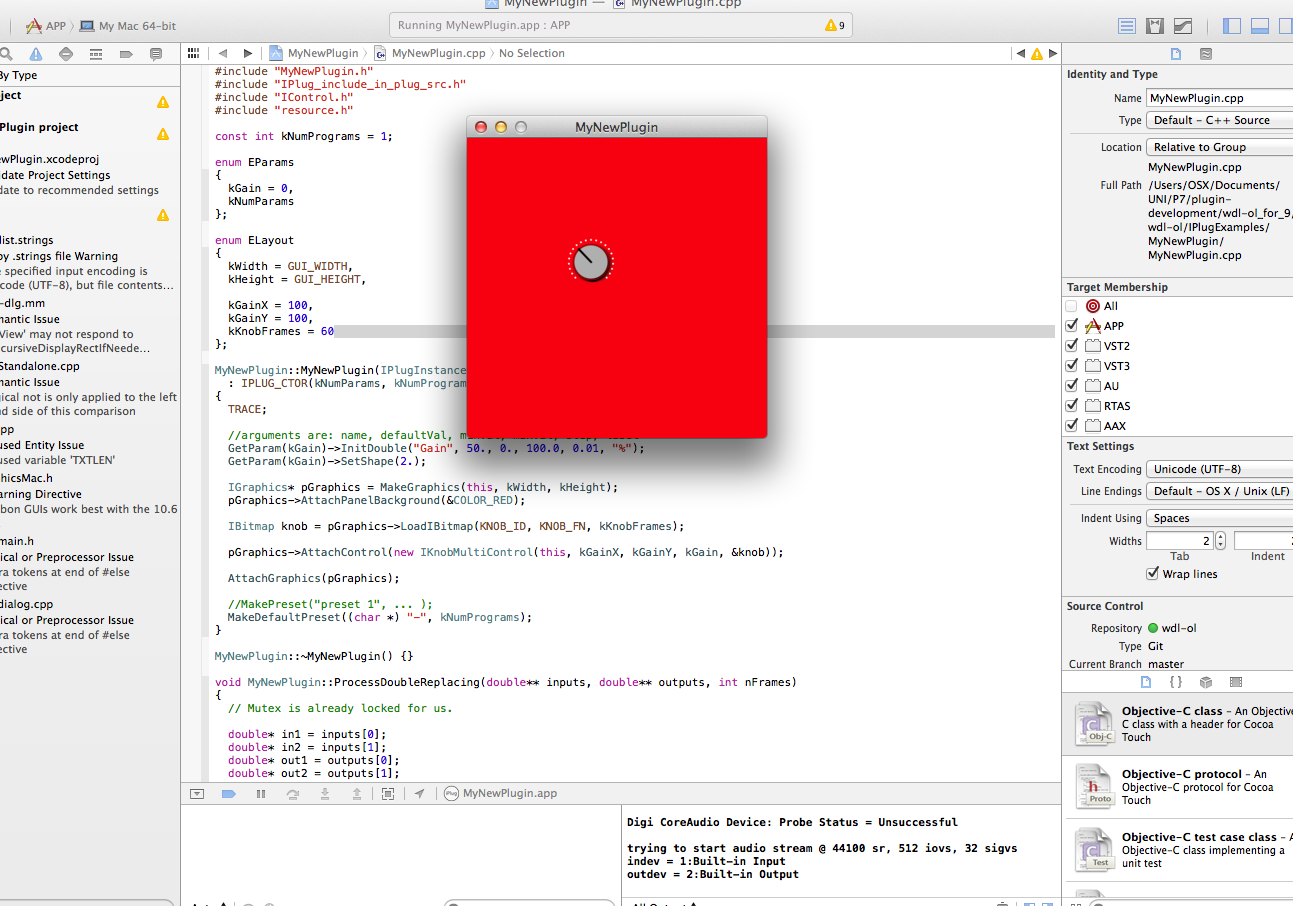 MyNewPlugin — MyNewPlugin.cpp
APP My Mac 64-bit
Running MyNewPlugin.app : APP
9
MyNewPlugin MyNewPlugin.cpp No Selection
By Type
ject
Plugin project
ewPlugin.xcodeproj
idate Project Settings
date to recommended settings
list.strings
py .strings file Warning
e specified input encoding is
code (UTF-8), but file contents...
-dlg.mm
mantic Issue
View' may not respond to
cursiveDisplayRectIfNeede...
Standalone.cpp
mantic Issue
gical not is only applied to the left
nd side of this comparison
pp
used Entity Issue
used variable 'TXTLEN'
phicsMac.h
arning Directive
rbon GUIs work best with the 10.6
main.h
ical or Preprocessor Issue
ra tokens at end of #else
ective
dialog.cpp
ical or Preprocessor Issue
ra tokens at end of #else
ective
#include "MyNewPlugin.h"
#include "IPlug_include_in_plug_src.h"
#include "IControl.h"
#include "resource.h"
const int kNumPrograms = 1;
enum EParams
{
kGain = 0,
kNumParams
};
enum ELayout
{
kWidth = GUI_WIDTH,
kHeight = GUI_HEIGHT,
kGainX = 100,
kGainY = 100,
kKnobFrames = 60
};
MyNewPlugin::MyNewPlugin(IPlugInstance
: IPLUG_CTOR(kNumParams, kNumProgram
{
TRACE;
//arguments are: name, defaultVal,
GetParam(kGain)->InitDouble("Gain", 50., 0., 100.0, 0.01, "%");
GetParam(kGain)->SetShape(2.);
IGraphics* pGraphics = MakeGraphics(this, kWidth, kHeight);
pGraphics->AttachPanelBackground(&COLOR_RED);
IBitmap knob = pGraphics->LoadIBitmap(KNOB_ID, KNOB_FN, kKnobFrames);
pGraphics->AttachControl(new IKnobMultiControl(this, kGainX, kGainY, kGain, &knob));
AttachGraphics(pGraphics);
//MakePreset("preset 1", ... );
MakeDefaultPreset((char *) "-", kNumPrograms);
}
MyNewPlugin::~MyNewPlugin() {}
void MyNewPlugin::ProcessDoubleReplacing(double** inputs, double** outputs, int nFrames)
{
// Mutex is already locked for us.
double* in1 = inputs[0];
double* in2 = inputs[1];
double* out1 = outputs[0];
double* out2 = outputs[1];
MyNewPlugin
MyNewPlugin.app
Digi CoreAudio Device: Probe Status = Unsuccessful
trying to start audio stream @ 44100 sr, 512 iovs, 32 sigvs
indev = 1:Built-in Input
outdev = 2:Built-in Output
Identity and Type
Name MyNewPlugin.cpp
Type Default - C++ Source
Location Relative to Group
MyNewPlugin.cpp
Full Path /Users/OSX/Documents/
UNI/P7/plugin-
development/wdl-ol_for_9/
wdl-ol/IPlugExamples/
MyNewPlugin/
MyNewPlugin.cpp
Target Membership
All
APP
VST2
VST3
AU
RTAS
AAX
Text Settings
Text Encoding Unicode (UTF-8)
Line Endings Default - OS X / Unix (LF)
Indent Using Spaces
Widths 2 2
Tab Indent
Wrap lines
Source Control
Repository wdl-ol
Type Git
Current Branch master
Objective-C class - An Objective
C class with a header for Cocoa
Touch
Obj-C
Objective-C protocol - An
Objective-C protocol for Cocoa
Touch
Proto
Objective-C test case class - A
Objective-C class implementing a
unit test
Test